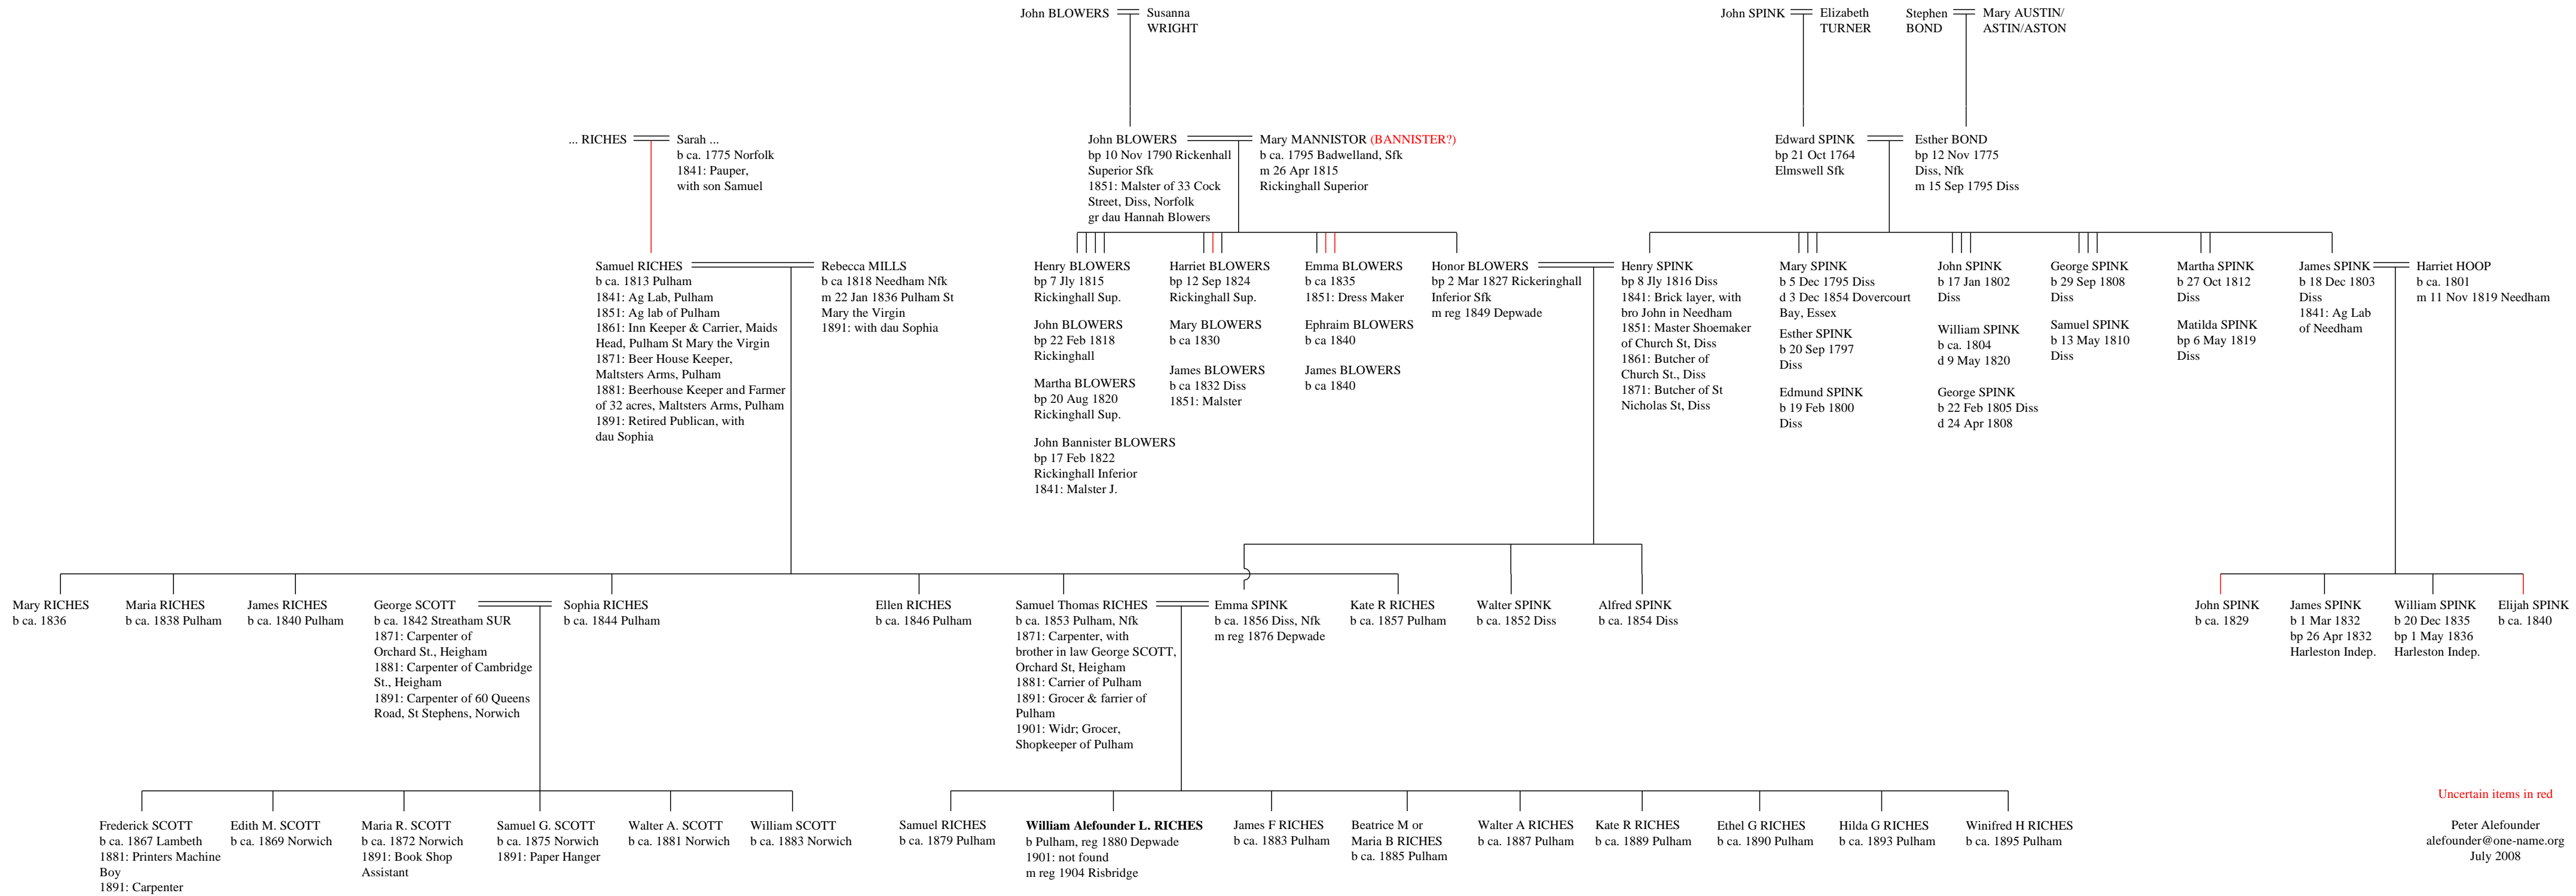 John BLOWERS
Susanna
WRIGHT
John SPINK
Elizabeth
TURNER
Stephen
BOND
Mary AUSTIN/
ASTIN/ASTON
... RICHES
Sarah ...
b ca. 1775 Norfolk
1841: Pauper,
with son Samuel
John BLOWERS
bp 10 Nov 1790 Rickenhall
Superior Sfk
1851: Malster of 33 Cock
Street, Diss, Norfolk
gr dau Hannah Blowers
Mary MANNISTOR (BANNISTER?)
b ca. 1795 Badwelland, Sfk
m 26 Apr 1815
Rickinghall Superior
Edward SPINK
bp 21 Oct 1764
Elmswell Sfk
Esther BOND
bp 12 Nov 1775
Diss, Nfk
m 15 Sep 1795 Diss
Samuel RICHES
b ca. 1813 Pulham
1841: Ag Lab, Pulham
1851: Ag lab of Pulham
1861: Inn Keeper & Carrier, Maids
Head, Pulham St Mary the Virgin
1871: Beer House Keeper,
Maltsters Arms, Pulham
1881: Beerhouse Keeper and Farmer
of 32 acres, Maltsters Arms, Pulham
1891: Retired Publican, with
dau Sophia
Rebecca MILLS
b ca 1818 Needham Nfk
m 22 Jan 1836 Pulham St
Mary the Virgin
1891: with dau Sophia
Henry BLOWERS
bp 7 Jly 1815
Rickinghall Sup.
John BLOWERS
bp 22 Feb 1818
Rickinghall
Martha BLOWERS
bp 20 Aug 1820
Rickinghall Sup.
John Bannister BLOWERS
bp 17 Feb 1822
Rickinghall Inferior
1841: Malster J.
Harriet BLOWERS
bp 12 Sep 1824
Rickinghall Sup.
Mary BLOWERS
b ca 1830
James BLOWERS
b ca 1832 Diss
1851: Malster
Emma BLOWERS
b ca 1835
1851: Dress Maker
Ephraim BLOWERS
b ca 1840
James BLOWERS
b ca 1840
Honor BLOWERS
bp 2 Mar 1827 Rickeringhall
Inferior Sfk
m reg 1849 Depwade
Henry SPINK
bp 8 Jly 1816 Diss
1841: Brick layer, with
bro John in Needham
1851: Master Shoemaker
of Church St, Diss
1861: Butcher of
Church St., Diss
1871: Butcher of St
Nicholas St, Diss
Mary SPINK
b 5 Dec 1795 Diss
d 3 Dec 1854 Dovercourt
Bay, Essex
Esther SPINK
b 20 Sep 1797
Diss
Edmund SPINK
b 19 Feb 1800
Diss
John SPINK
b 17 Jan 1802
Diss
William SPINK
b ca. 1804
d 9 May 1820
George SPINK
b 22 Feb 1805 Diss
d 24 Apr 1808
George SPINK
b 29 Sep 1808
Diss
Samuel SPINK
b 13 May 1810
Diss
Martha SPINK
b 27 Oct 1812
Diss
Matilda SPINK
bp 6 May 1819
Diss
James SPINK
b 18 Dec 1803
Diss
1841: Ag Lab
of Needham
Harriet HOOP
b ca. 1801
m 11 Nov 1819 Needham
Mary RICHES
b ca. 1836
Maria RICHES
b ca. 1838 Pulham
James RICHES
b ca. 1840 Pulham
George SCOTT
b ca. 1842 Streatham SUR
1871: Carpenter of
Orchard St., Heigham
1881: Carpenter of Cambridge
St., Heigham
1891: Carpenter of 60 Queens
Road, St Stephens, Norwich
Sophia RICHES
b ca. 1844 Pulham
Ellen RICHES
b ca. 1846 Pulham
Samuel Thomas RICHES
b ca. 1853 Pulham, Nfk
1871: Carpenter, with
brother in law George SCOTT,
Orchard St, Heigham
1881: Carrier of Pulham
1891: Grocer & farrier of
Pulham
1901: Widr; Grocer,
Shopkeeper of Pulham
Emma SPINK
b ca. 1856 Diss, Nfk
m reg 1876 Depwade
Kate R RICHES
b ca. 1857 Pulham
Walter SPINK
b ca. 1852 Diss
Alfred SPINK
b ca. 1854 Diss
John SPINK
b ca. 1829
James SPINK
b 1 Mar 1832
bp 26 Apr 1832
Harleston Indep.
William SPINK
b 20 Dec 1835
bp 1 May 1836
Harleston Indep.
Elijah SPINK
b ca. 1840
Frederick SCOTT
b ca. 1867 Lambeth
1881: Printers Machine
Boy
1891: Carpenter
Edith M. SCOTT
b ca. 1869 Norwich
Maria R. SCOTT
b ca. 1872 Norwich
1891: Book Shop
Assistant
Samuel G. SCOTT
b ca. 1875 Norwich
1891: Paper Hanger
Walter A. SCOTT
b ca. 1881 Norwich
William SCOTT
b ca. 1883 Norwich
Samuel RICHES
b ca. 1879 Pulham
William Alefounder L. RICHES
b Pulham, reg 1880 Depwade
1901: not found
m reg 1904 Risbridge
James F RICHES
b ca. 1883 Pulham
Beatrice M or
Maria B RICHES
b ca. 1885 Pulham
Walter A RICHES
b ca. 1887 Pulham
Kate R RICHES
b ca. 1889 Pulham
Ethel G RICHES
b ca. 1890 Pulham
Hilda G RICHES
b ca. 1893 Pulham
Winifred H RICHES
b ca. 1895 Pulham
Uncertain items in red
Peter Alefounder
alefounder@one-name.org
July 2008